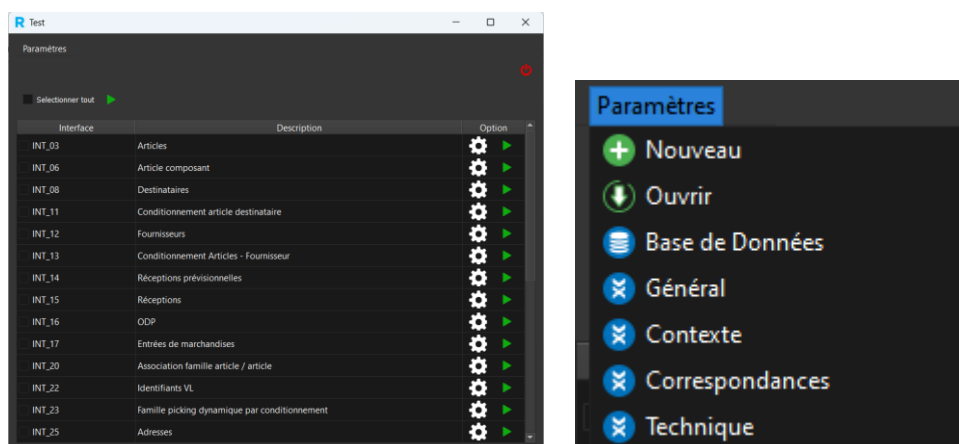 R Test
Paramètres
Selectionner tout
Interface Description Option
INT_03 Articles
INT_06 Article composant
INT_08 Destinataires
INT_11 Conditionnement article destinataire
INT_12 Fournisseurs
INT_13 Conditionnement Articles - Fournisseur
INT_14 Réceptions prévisionnelles
INT_15 Réceptions
INT_16 ODP
INT_17 Entrées de marchandises
INT_20 Association famille article / article
INT_22 Identifiants VL
INT_23 Famille picking dynamique par conditionnement
INT_25 Adresses
Paramètres
Nouveau
Ouvrir
Base de Données
Général
Contexte
Correspondances
Technique